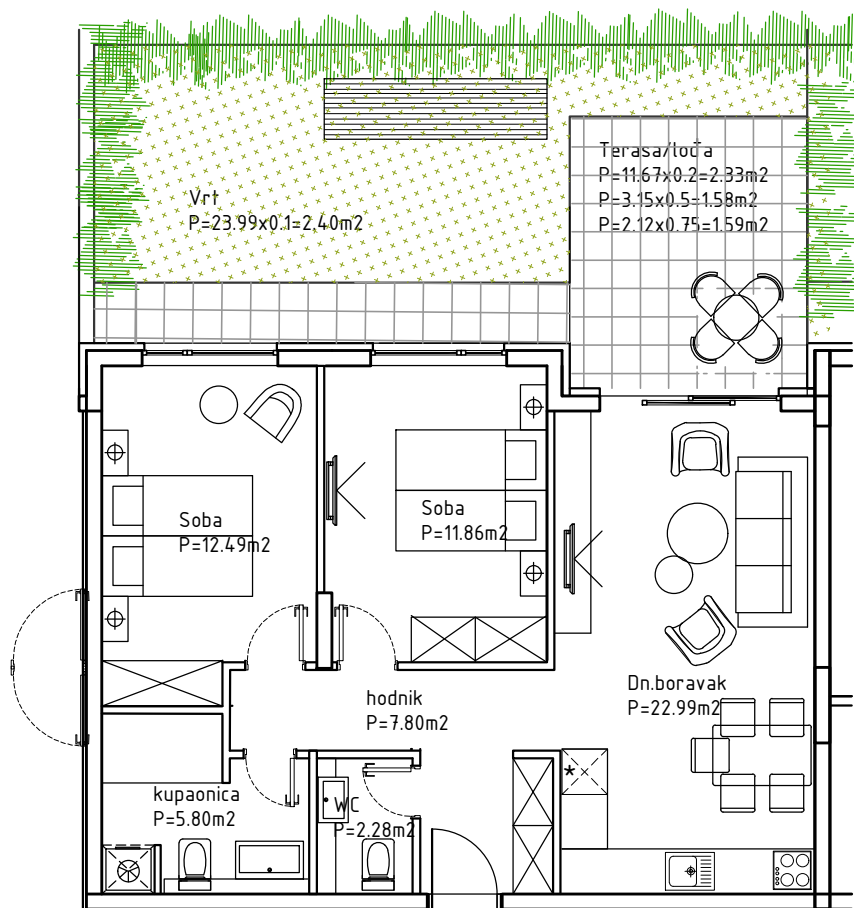 Terasa/lođa
P=11.67x0.2=2.33m2
P=3.15x0.5=1.58m2
P=2.12x0.75=1.59m2
Vrt
P=23.99x0.1=2.40m2
Soba
P=12.49m2
Soba
P=11.86m2
hodnik
P=7.80m2
Dn.boravak
P=22.99m2
kupaonica
P=5.80m2
WC
P=2.28m2